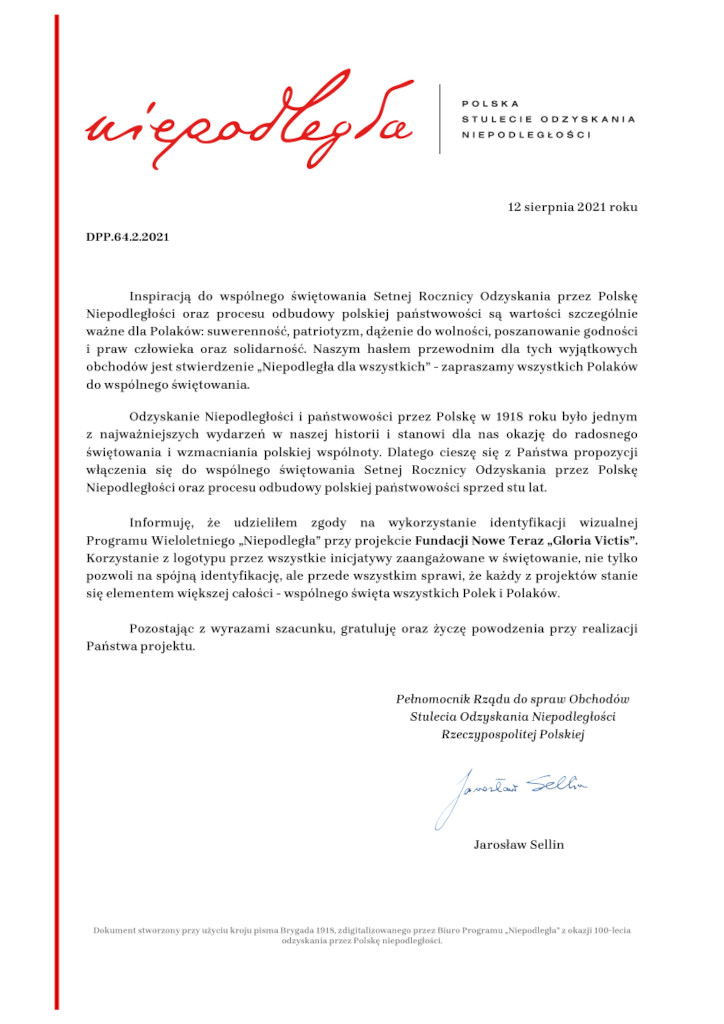 niepodległa
POLSKA
STULECIE ODZYSKANIA
NIEPODLEGŁOŚCI
12 sierpnia 2021 roku
DPP.64.2.2021
Inspiracją do wspólnego świętowania Setnej Rocznicy Odzyskania przez Polskę
Niepodległości oraz procesu odbudowy polskiej państwowości są wartości szczególnie
ważne dla Polaków: suwerenność, patriotyzm, dążenie do wolności, poszanowanie godności
i praw człowieka oraz solidarność. Naszym hasłem przewodnim dla tych wyjątkowych
obchodów jest stwierdzenie „Niepodległa dla wszystkich” - zapraszamy wszystkich Polaków
do wspólnego świętowania.
Odzyskanie Niepodległości i państwowości przez Polskę w 1918 roku było jednym
z najważniejszych wydarzeń w naszej historii i stanowi dla nas okazję do radosnego
świętowania i wzmacniania polskiej wspólnoty. Dlatego cieszę się z Państwa propozycji
włączenia się do wspólnego świętowania Setnej Rocznicy Odzyskania przez Polskę
Niepodległości oraz procesu odbudowy polskiej państwowości sprzed stu lat.
Informuję, że udzieliłem zgody na wykorzystanie identyfikacji wizualnej
Programu Wieloletniego „Niepodległa” przy projekcie Fundacji Nowe Teraz „Gloria Victis”.
Korzystanie z logotypu przez wszystkie inicjatywy zaangażowane w świętowanie, nie tylko
pozwoli na spójną identyfikację, ale przede wszystkim sprawi, że każdy z projektów stanie
się elementem większej całości - wspólnego święta wszystkich Polek i Polaków.
Pozostając z wyrazami szacunku, gratuluję oraz życzę powodzenia przy realizacji
Państwa projektu.
Pełnomocnik Rządu do spraw Obchodów
Stulecia Odzyskania Niepodległości
Rzeczypospolitej Polskiej
Jarosław Sellin
Jarosław Sellin
Dokument stworzony przy użyciu kroju pisma Brygada 1918, zdigitalizowanego przez Biuro Programu „Niepodległa” z okazji 100-lecia
odzyskania przez Polskę niepodległości.